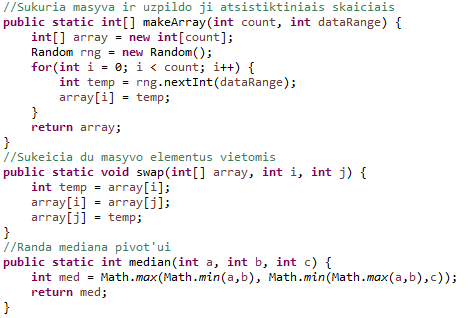 //Sukuria masyva ir uzpildo ji atsistiktiniais skaiciais
public static int[] makeArray(int count, int dataRange) {
    int[] array = new int[count];
    Random rng = new Random();
    for(int i = 0; i < count; i++) {
        int temp = rng.nextInt(dataRange);
        array[i] = temp;
    }
    return array;
}
//Sukeicia du masyvo elementus vietomis
public static void swap(int[] array, int i, int j) {
    int temp = array[i];
    array[i] = array[j];
    array[j] = temp;
}
//Randa mediana pivot'ui
public static int median(int a, int b, int c) {
    int med = Math.max(Math.min(a,b), Math.min(Math.max(a,b),c));
    return med;
}